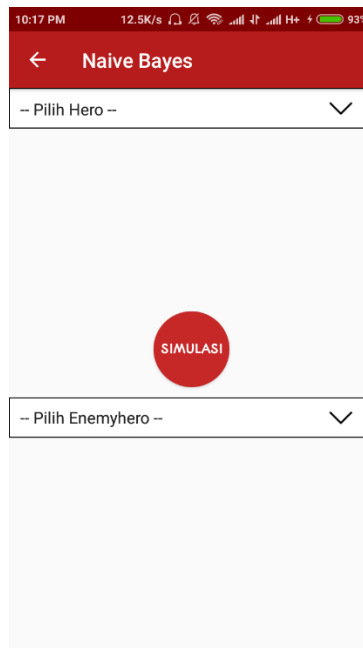 10:17 PM 12.5K/s H+ 93%
Naive Bayes
-- Pilih Hero --
SIMULASI
-- Pilih Enemyhero --